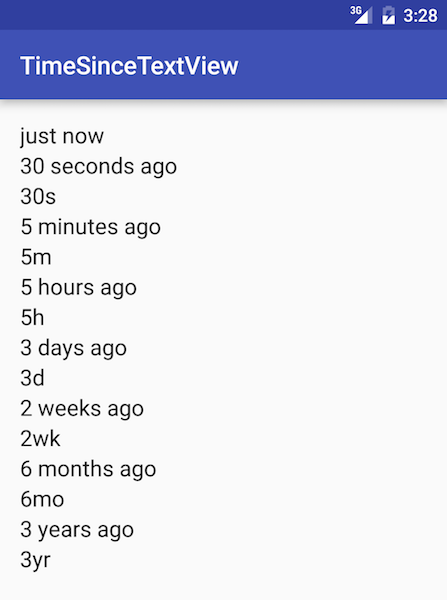 3G 3:28
TimeSinceTextView
just now
30 seconds ago
30s
5 minutes ago
5m
5 hours ago
5h
3 days ago
3d
2 weeks ago
2wk
6 months ago
6mo
3 years ago
3yr